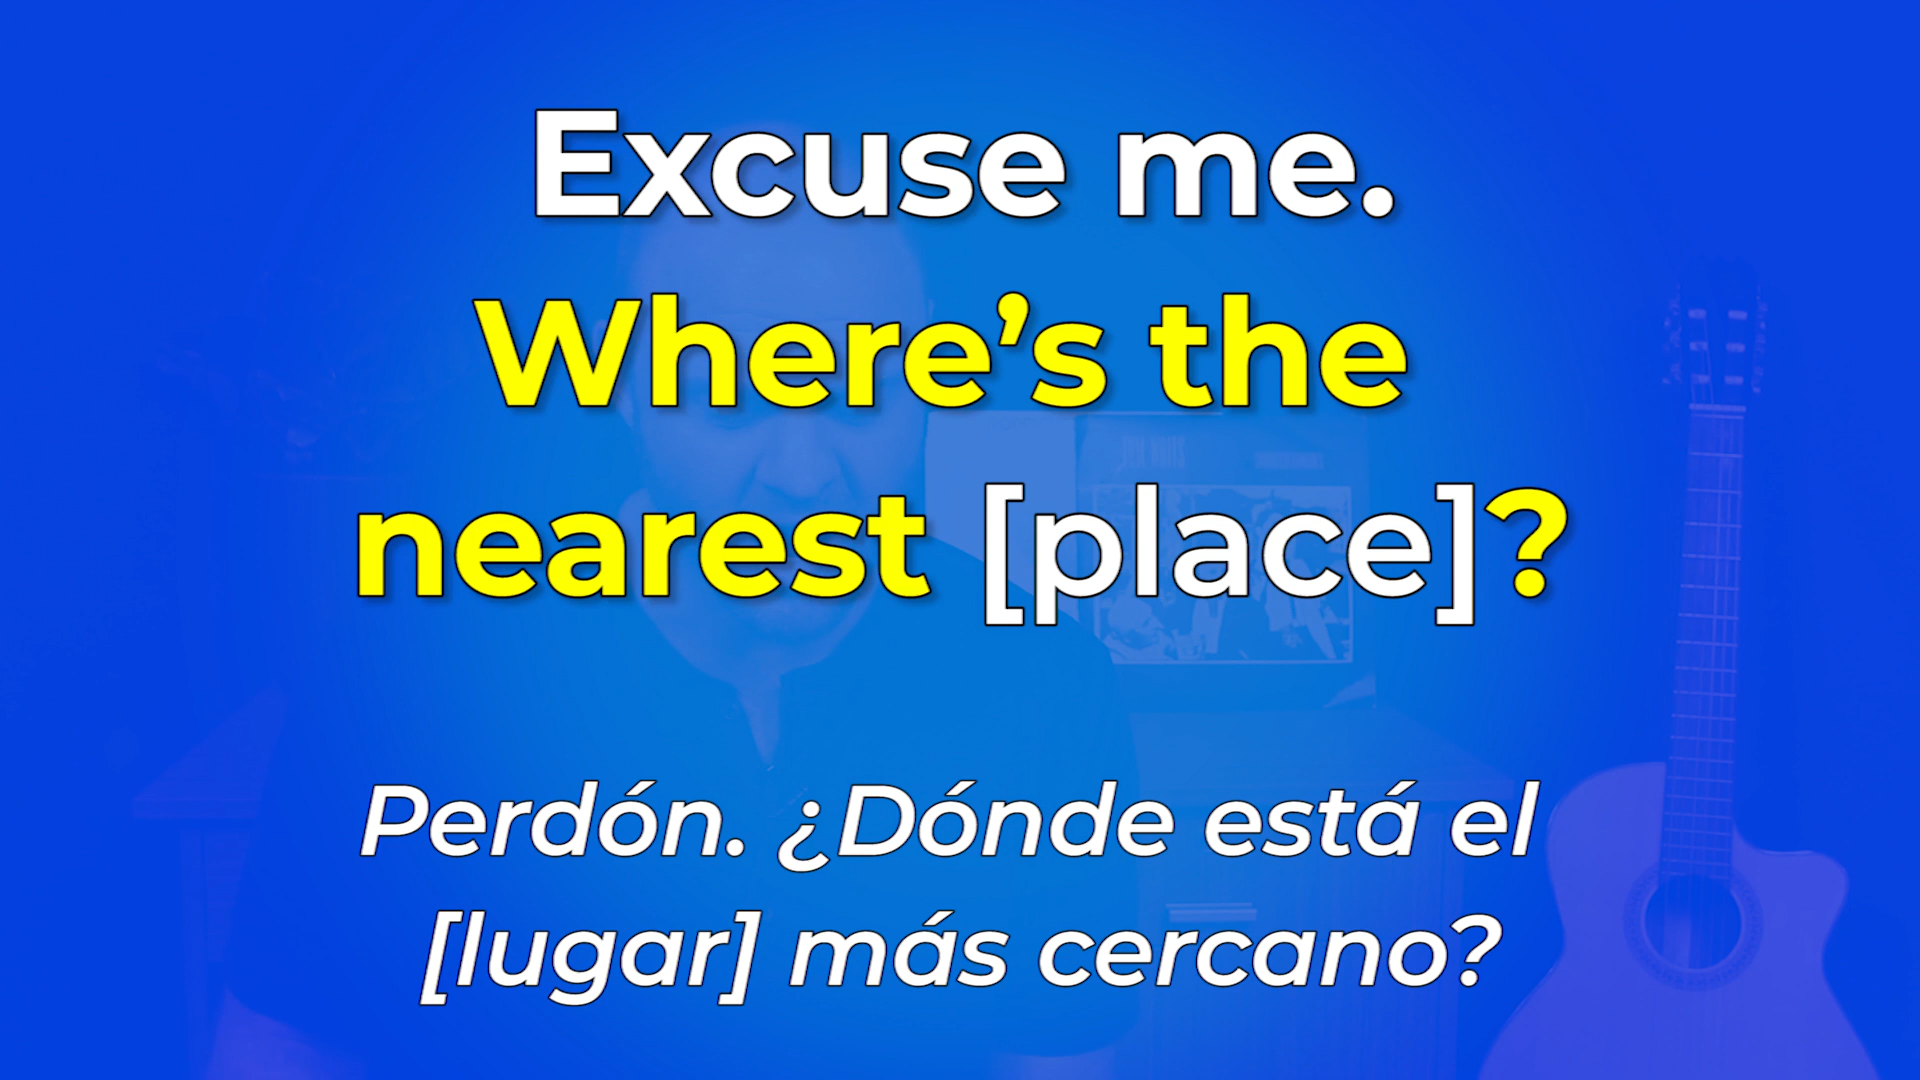 Excuse me.
Where’s the
nearest [place]?
Perdón. ¿Dónde está el
[lugar] más cercano?